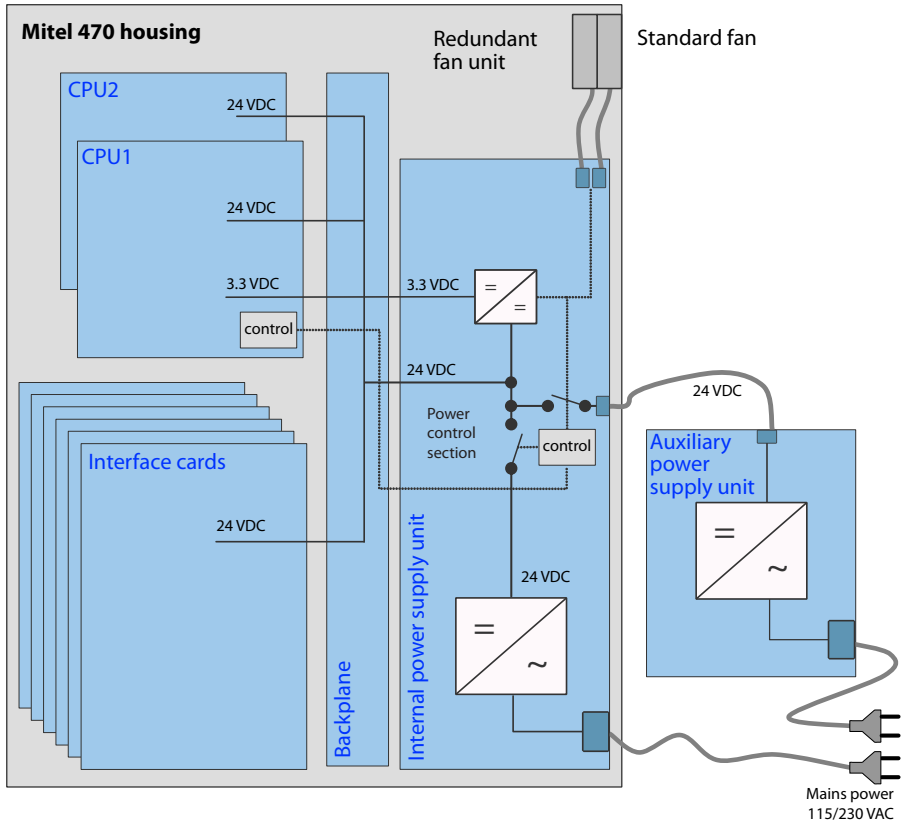 Mitel 470 housing
Redundant
fan unit
Standard fan
CPU2
24 VDC
CPU1
24 VDC
3.3 VDC
3.3 VDC
=
=
control
24 VDC
24 VDC
Power
control
section
control
Auxiliary
power
supply unit
Interface cards
24 VDC
=
~
24 VDC
=
~
Backplane
Internal power supply unit
Mains power
115/230 VAC